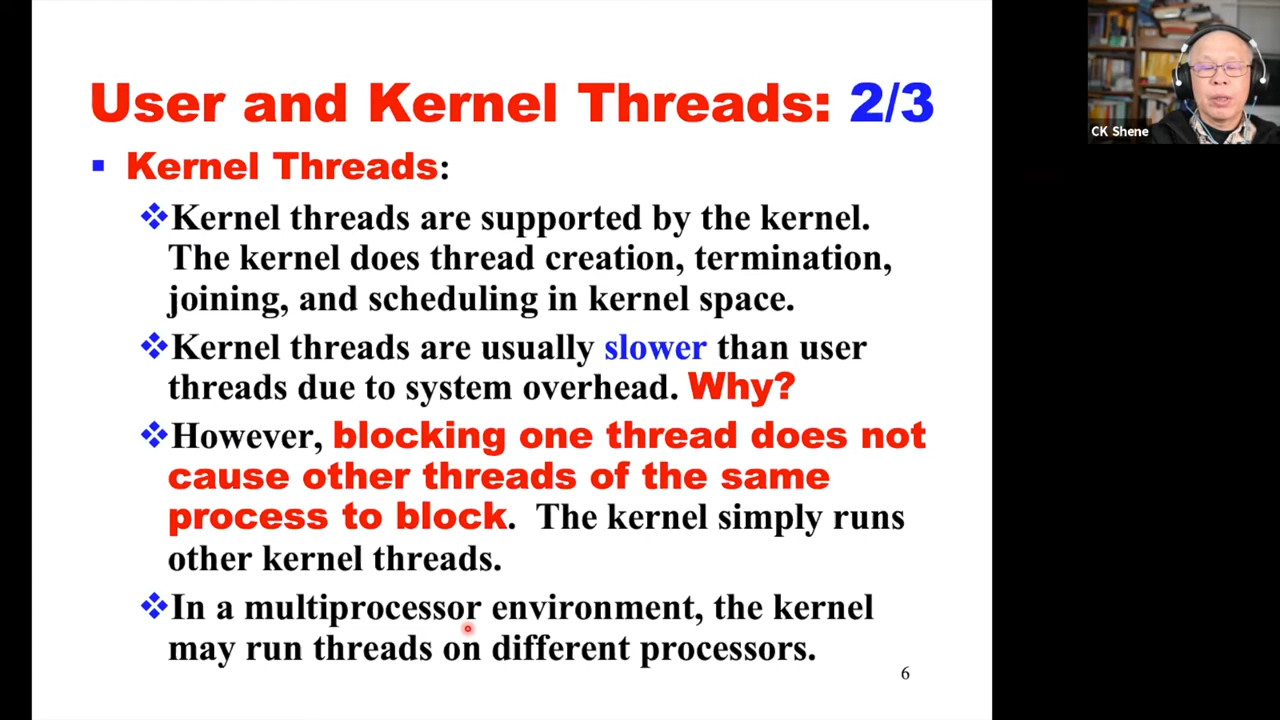 User and Kernel Threads: 2/3
Kernel Threads:
Kernel threads are supported by the kernel.
The kernel does thread creation, termination,
joining, and scheduling in kernel space.
Kernel threads are usually slower than user
threads due to system overhead. Why?
However, blocking one thread does not
cause other threads of the same
process to block. The kernel simply runs
other kernel threads.
In a multiprocessor environment, the kernel
may run threads on different processors.
6
CK Shene